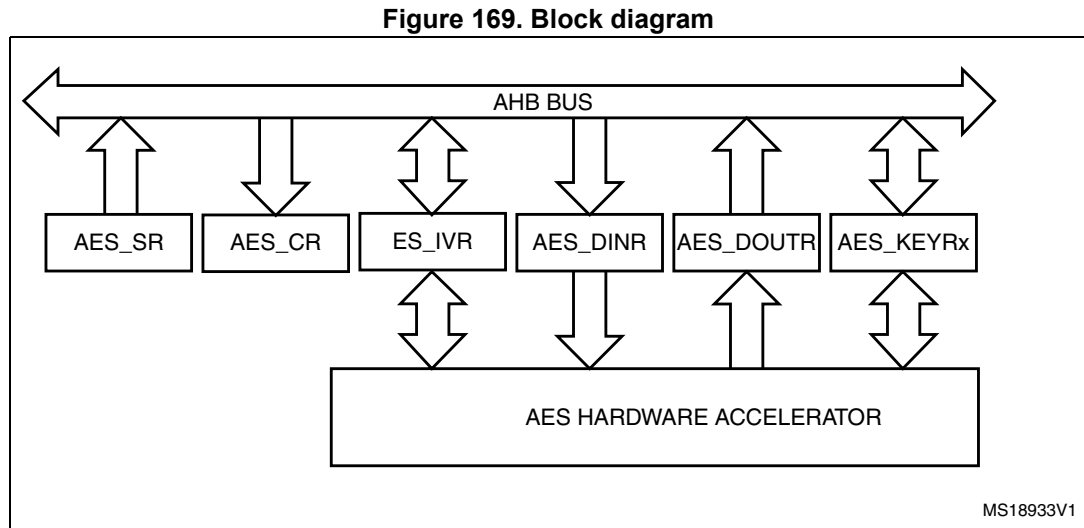 Figure 169. Block diagram
AHB BUS
AES_SR AES_CR ES_IVR AES_DINR AES_DOUTR AES_KEYRx
AES HARDWARE ACCELERATOR
MS18933V1